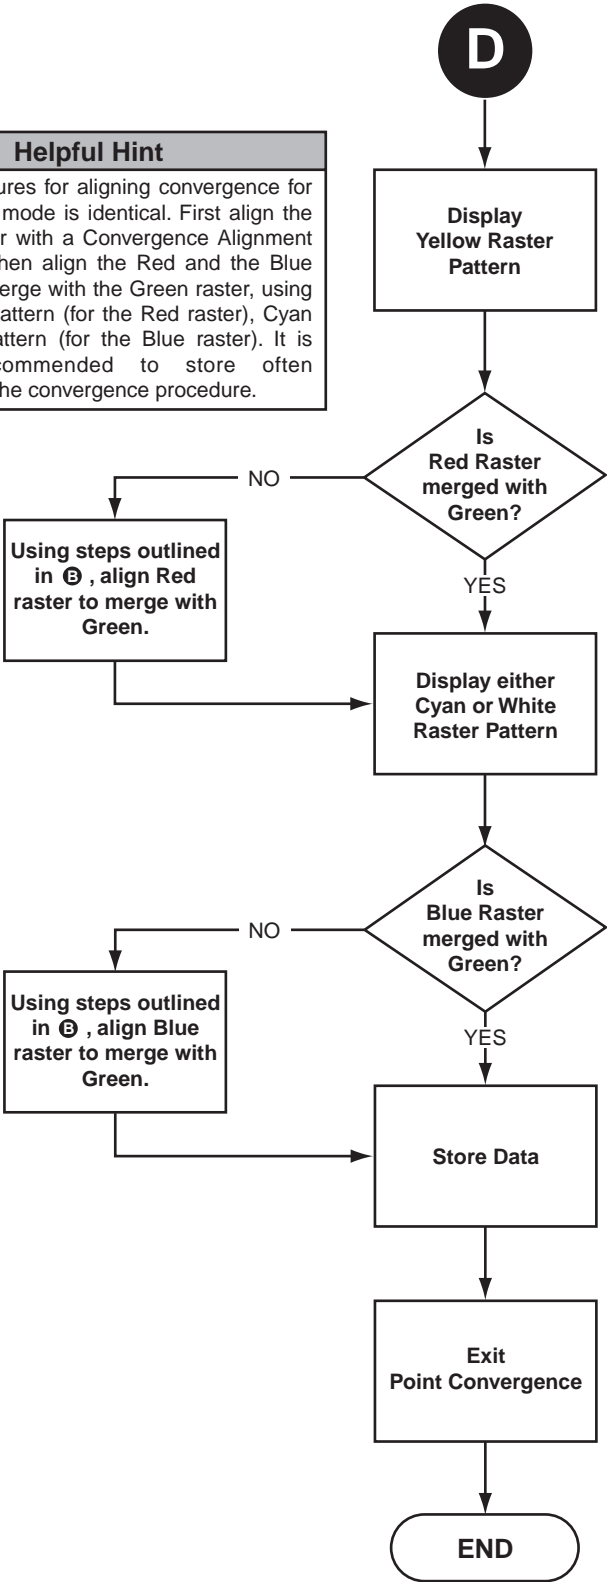 D
Helpful Hint
ures for aligning convergence for
mode is identical. First align the
r with a Convergence Alignment
hen align the Red and the Blue
erge with the Green raster, using
attern (for the Red raster), Cyan
attern (for the Blue raster). It is
ommended to store often
he convergence procedure.
Display
Yellow Raster
Pattern
Is
Red Raster
merged with
Green?
NO
YES
Using steps outlined
in B , align Red
raster to merge with
Green.
Display either
Cyan or White
Raster Pattern
Is
Blue Raster
merged with
Green?
NO
YES
Using steps outlined
in B , align Blue
raster to merge with
Green.
Store Data
Exit
Point Convergence
END